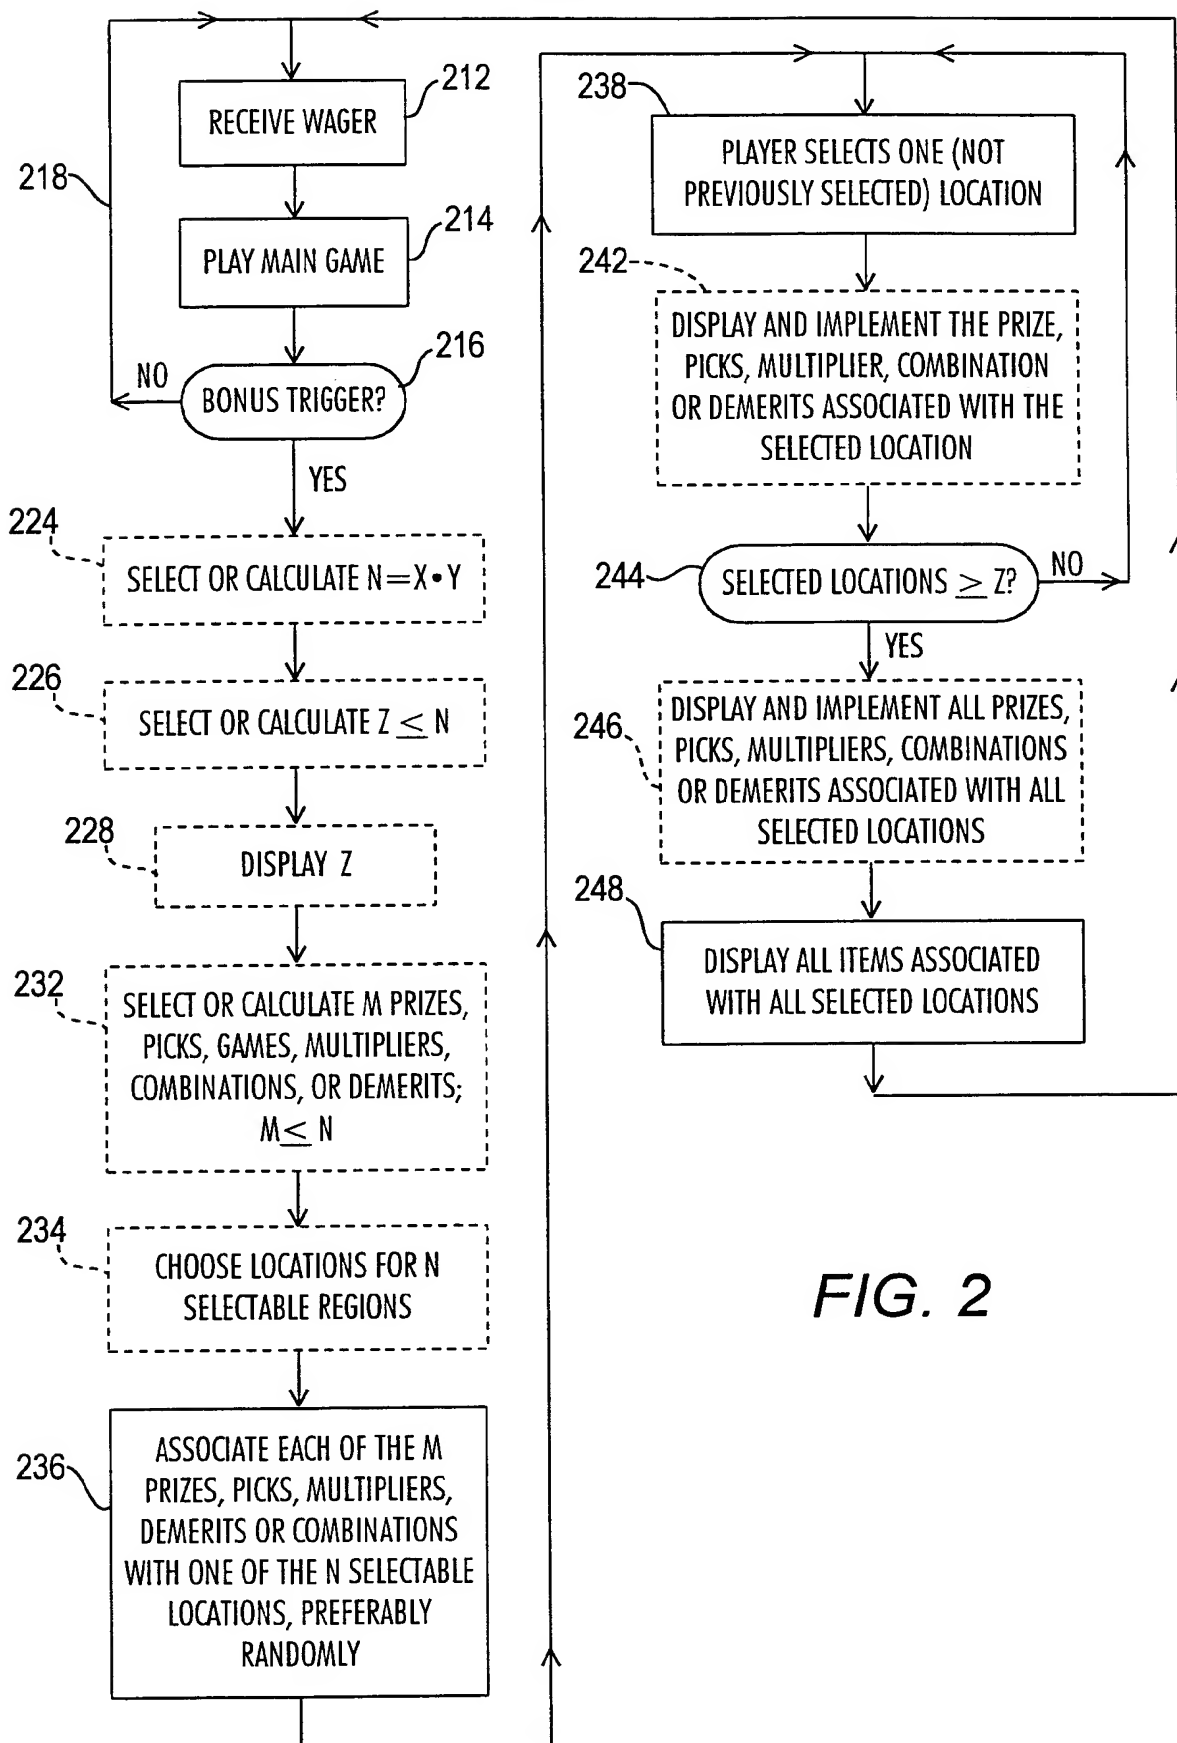 212
RECEIVE WAGER
218
214
PLAY MAIN GAME
216
NO
BONUS TRIGGER?
YES
224
SELECT OR CALCULATE N=X•Y
226
SELECT OR CALCULATE Z ≤ N
228
DISPLAY Z
232
SELECT OR CALCULATE M PRIZES,
PICKS, GAMES, MULTIPLIERS,
COMBINATIONS, OR DEMERITS;
M ≤ N
234
CHOOSE LOCATIONS FOR N
SELECTABLE REGIONS
236
ASSOCIATE EACH OF THE M
PRIZES, PICKS, MULTIPLIERS,
DEMERITS OR COMBINATIONS
WITH ONE OF THE N SELECTABLE
LOCATIONS, PREFERABLY
RANDOMLY
238
PLAYER SELECTS ONE (NOT
PREVIOUSLY SELECTED) LOCATION
242
DISPLAY AND IMPLEMENT THE PRIZE,
PICKS, MULTIPLIER, COMBINATION
OR DEMERITS ASSOCIATED WITH THE
SELECTED LOCATION
244
SELECTED LOCATIONS ≥ Z?
NO
YES
246
DISPLAY AND IMPLEMENT ALL PRIZES,
PICKS, MULTIPLIERS, COMBINATIONS
OR DEMERITS ASSOCIATED WITH ALL
SELECTED LOCATIONS
248
DISPLAY ALL ITEMS ASSOCIATED
WITH ALL SELECTED LOCATIONS
FIG. 2